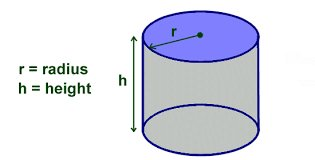 r
r = radius
h = height
h